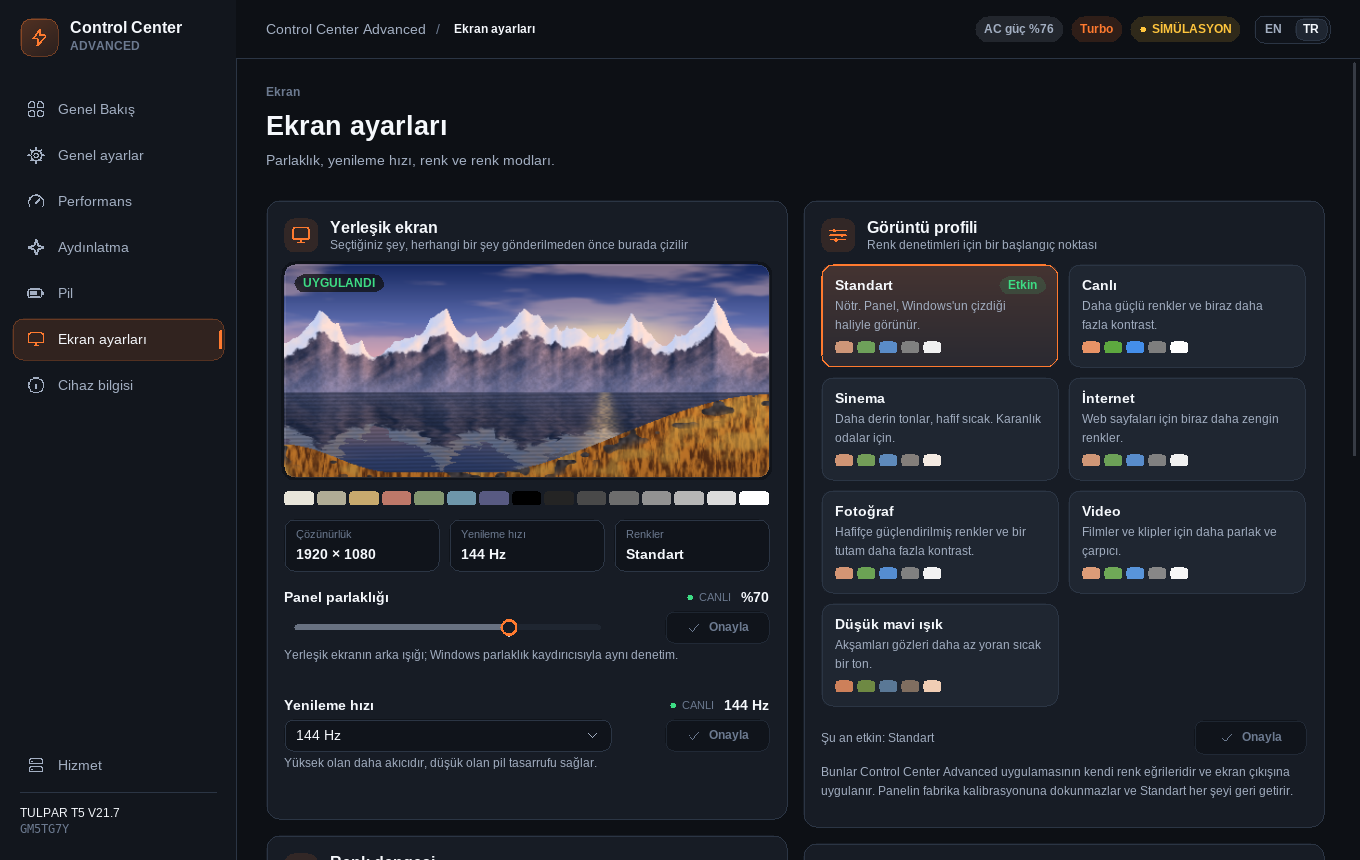 Control Center
ADVANCED
Genel Bakış
Genel ayarlar
Performans
Aydınlatma
Pil
Ekran ayarları
Cihaz bilgisi
Hizmet
TULPAR T5 V21.7
GM5TG7Y
Control Center Advanced / Ekran ayarları
AC güç %76
Turbo
SİMÜLASYON
EN
TR
Ekran
Ekran ayarları
Parlaklık, yenileme hızı, renk ve renk modları.
Yerleşik ekran
Seçtiğiniz şey, herhangi bir şey gönderilmeden önce burada çizilir
UYGULANDI
Çözünürlük
1920 × 1080
Yenileme hızı
144 Hz
Renkler
Standart
Panel parlaklığı
CANLI %70
Onayla
Yerleşik ekranın arka ışığı; Windows parlaklık kaydırıcısıyla aynı denetim.
Yenileme hızı
CANLI 144 Hz
144 Hz
Onayla
Yüksek olan daha akıcıdır, düşük olan pil tasarrufu sağlar.
Görüntü profili
Renk denetimleri için bir başlangıç noktası
Standart
Etkin
Nötr. Panel, Windows'un çizdiği
haliyle görünür.
Canlı
Daha güçlü renkler ve biraz daha
fazla kontrast.
Sinema
Daha derin tonlar, hafif sıcak. Karanlık
odalar için.
İnternet
Web sayfaları için biraz daha zengin
renkler.
Fotoğraf
Hafifçe güçlendirilmiş renkler ve bir
tutam daha fazla kontrast.
Video
Filmler ve klipler için daha parlak ve
çarpıcı.
Düşük mavi ışık
Akşamları gözleri daha az yoran sıcak
bir ton.
Şu an etkin: Standart
Onayla
Bunlar Control Center Advanced uygulamasının kendi renk eğrileridir ve ekran çıkışına
uygulanır. Panelin fabrika kalibrasyonuna dokunmazlar ve Standart her şeyi geri getirir.
Renk dengesi